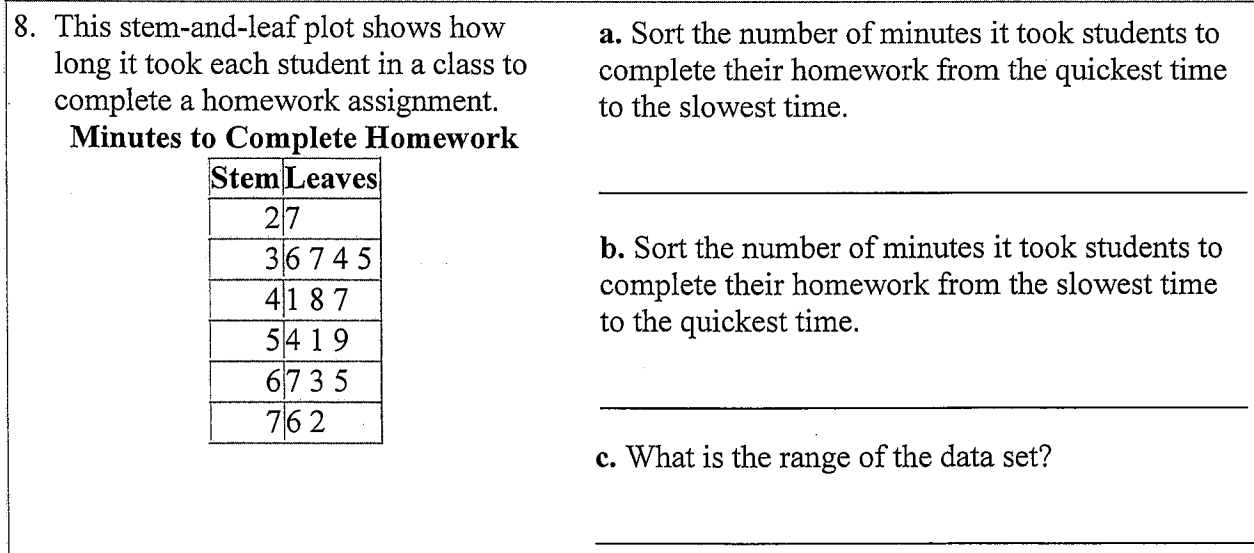 8. This stem-and-leaf plot shows how
long it took each student in a class to
complete a homework assignment.
Minutes to Complete Homework
Stem Leaves
2 7
3 6 7 4 5
4 1 8 7
5 4 1 9
6 7 3 5
7 6 2
a. Sort the number of minutes it took students to
complete their homework from the quickest time
to the slowest time.
b. Sort the number of minutes it took students to
complete their homework from the slowest time
to the quickest time.
c. What is the range of the data set?